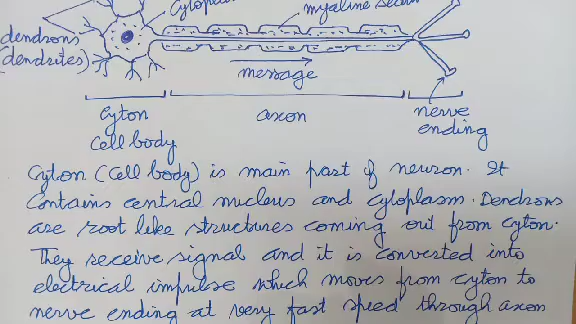 cytoplasm
myaline
dendrons
(dendrites)
message
Cyton
cell body
axon
nerve
ending
Cyton (Cell body) is main part of neuron. It
contains central nucleus and cytoplasm. Dendrons
are root like structures coming out from cyton.
They receive signal and it is converted into
electrical impulse which moves from cyton to
nerve ending at very fast speed through axon